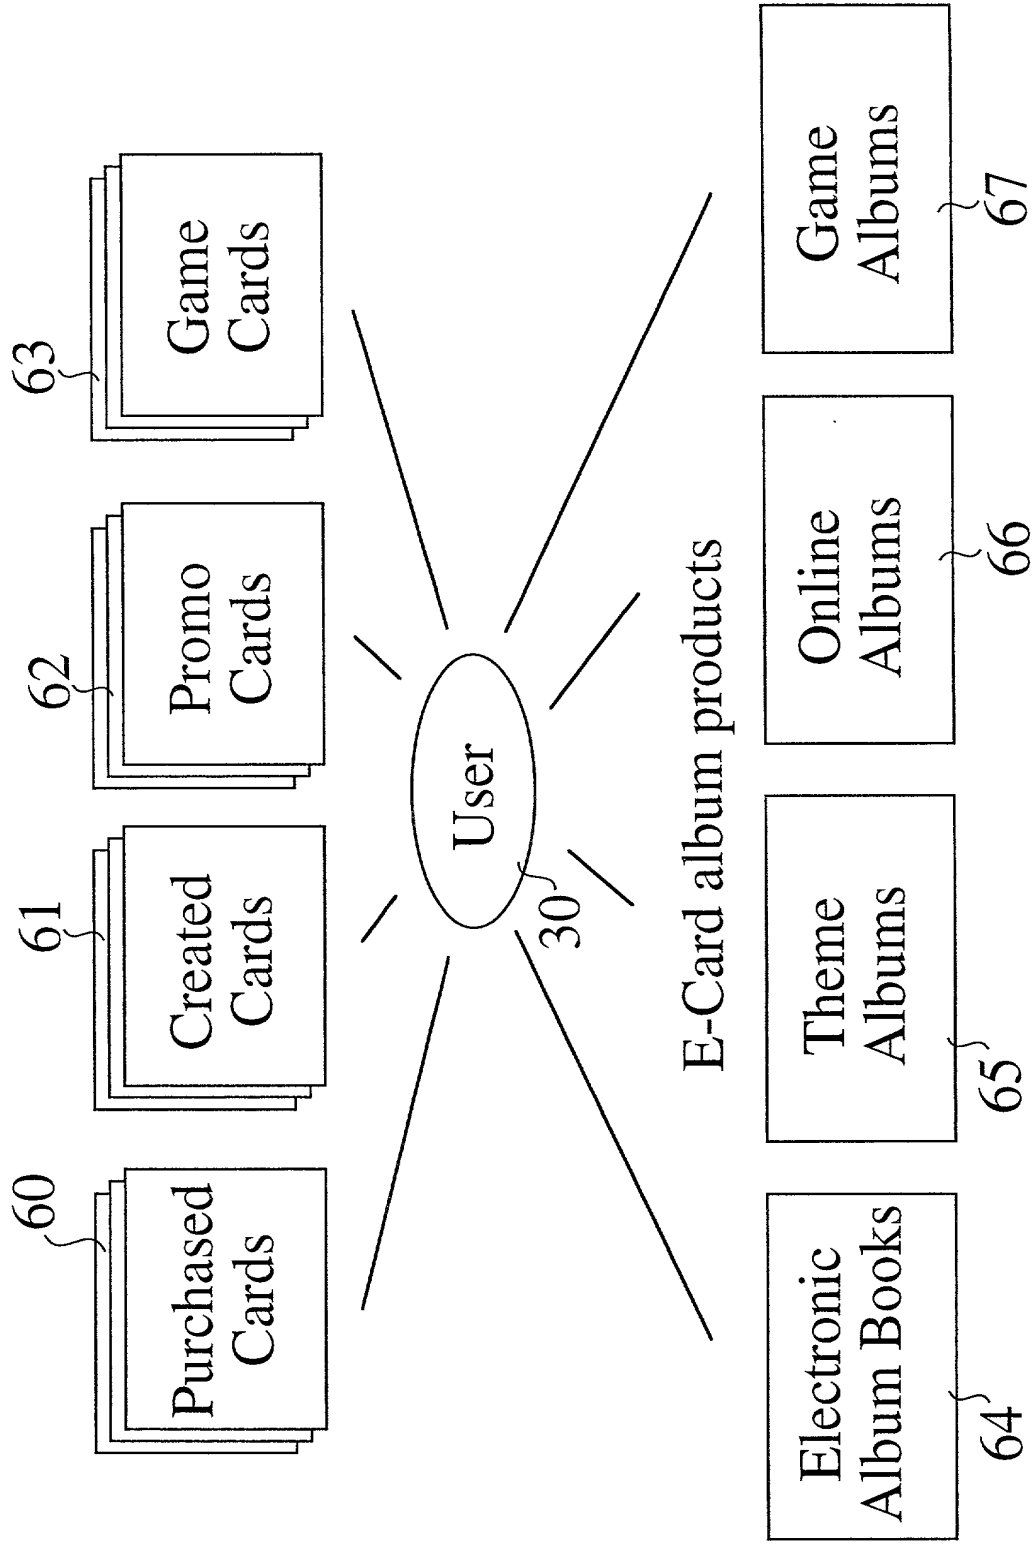 60
61
62
63
Purchased
Cards
Created
Cards
Promo
Cards
Game
Cards
User
30
E-Card album products
Electronic
Album Books
Theme
Albums
Online
Albums
Game
Albums
64
65
66
67